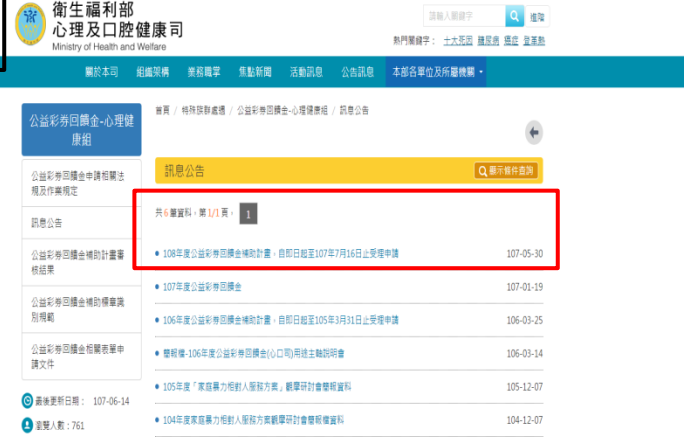 衛生福利部
心理及口腔健康司
Ministry of Health and Welfare
請輸入關鍵字
進階
熱門關鍵字： 十大死因 糖尿病 癌症 登革熱
關於本司 組織架構 業務職掌 焦點新聞 活動訊息 公告訊息 本部各單位及所屬機關
公益彩券回饋金-心理健
康組
首頁 / 特殊族群處遇 / 公益彩券回饋金-心理健康組 / 訊息公告
公益彩券回饋金申請相關法
規及作業規定
訊息公告
公益彩券回饋金補助計畫審
核結果
公益彩券回饋金補助標章識
別規範
公益彩券回饋金相關表單申
請文件
最後更新日期： 107-06-14
瀏覽人數：761
訊息公告
顯示條件查詢
共6筆資料，第1/1頁， 1
108年度公益彩券回饋金補助計畫，自即日起至107年7月16日止受理申請 107-05-30
107年度公益彩券回饋金 107-01-19
106年度公益彩券回饋金補助計畫，自即日起至105年3月31日止受理申請 106-03-25
簡報檔-106年度公益彩券回饋金(心口司)用途主軸說明會 106-03-14
105年度「家庭暴力相對人服務方案」觀摩研討會簡報資料 105-12-07
104年度家庭暴力相對人服務方案觀摩研討會簡報檔資料 104-12-07